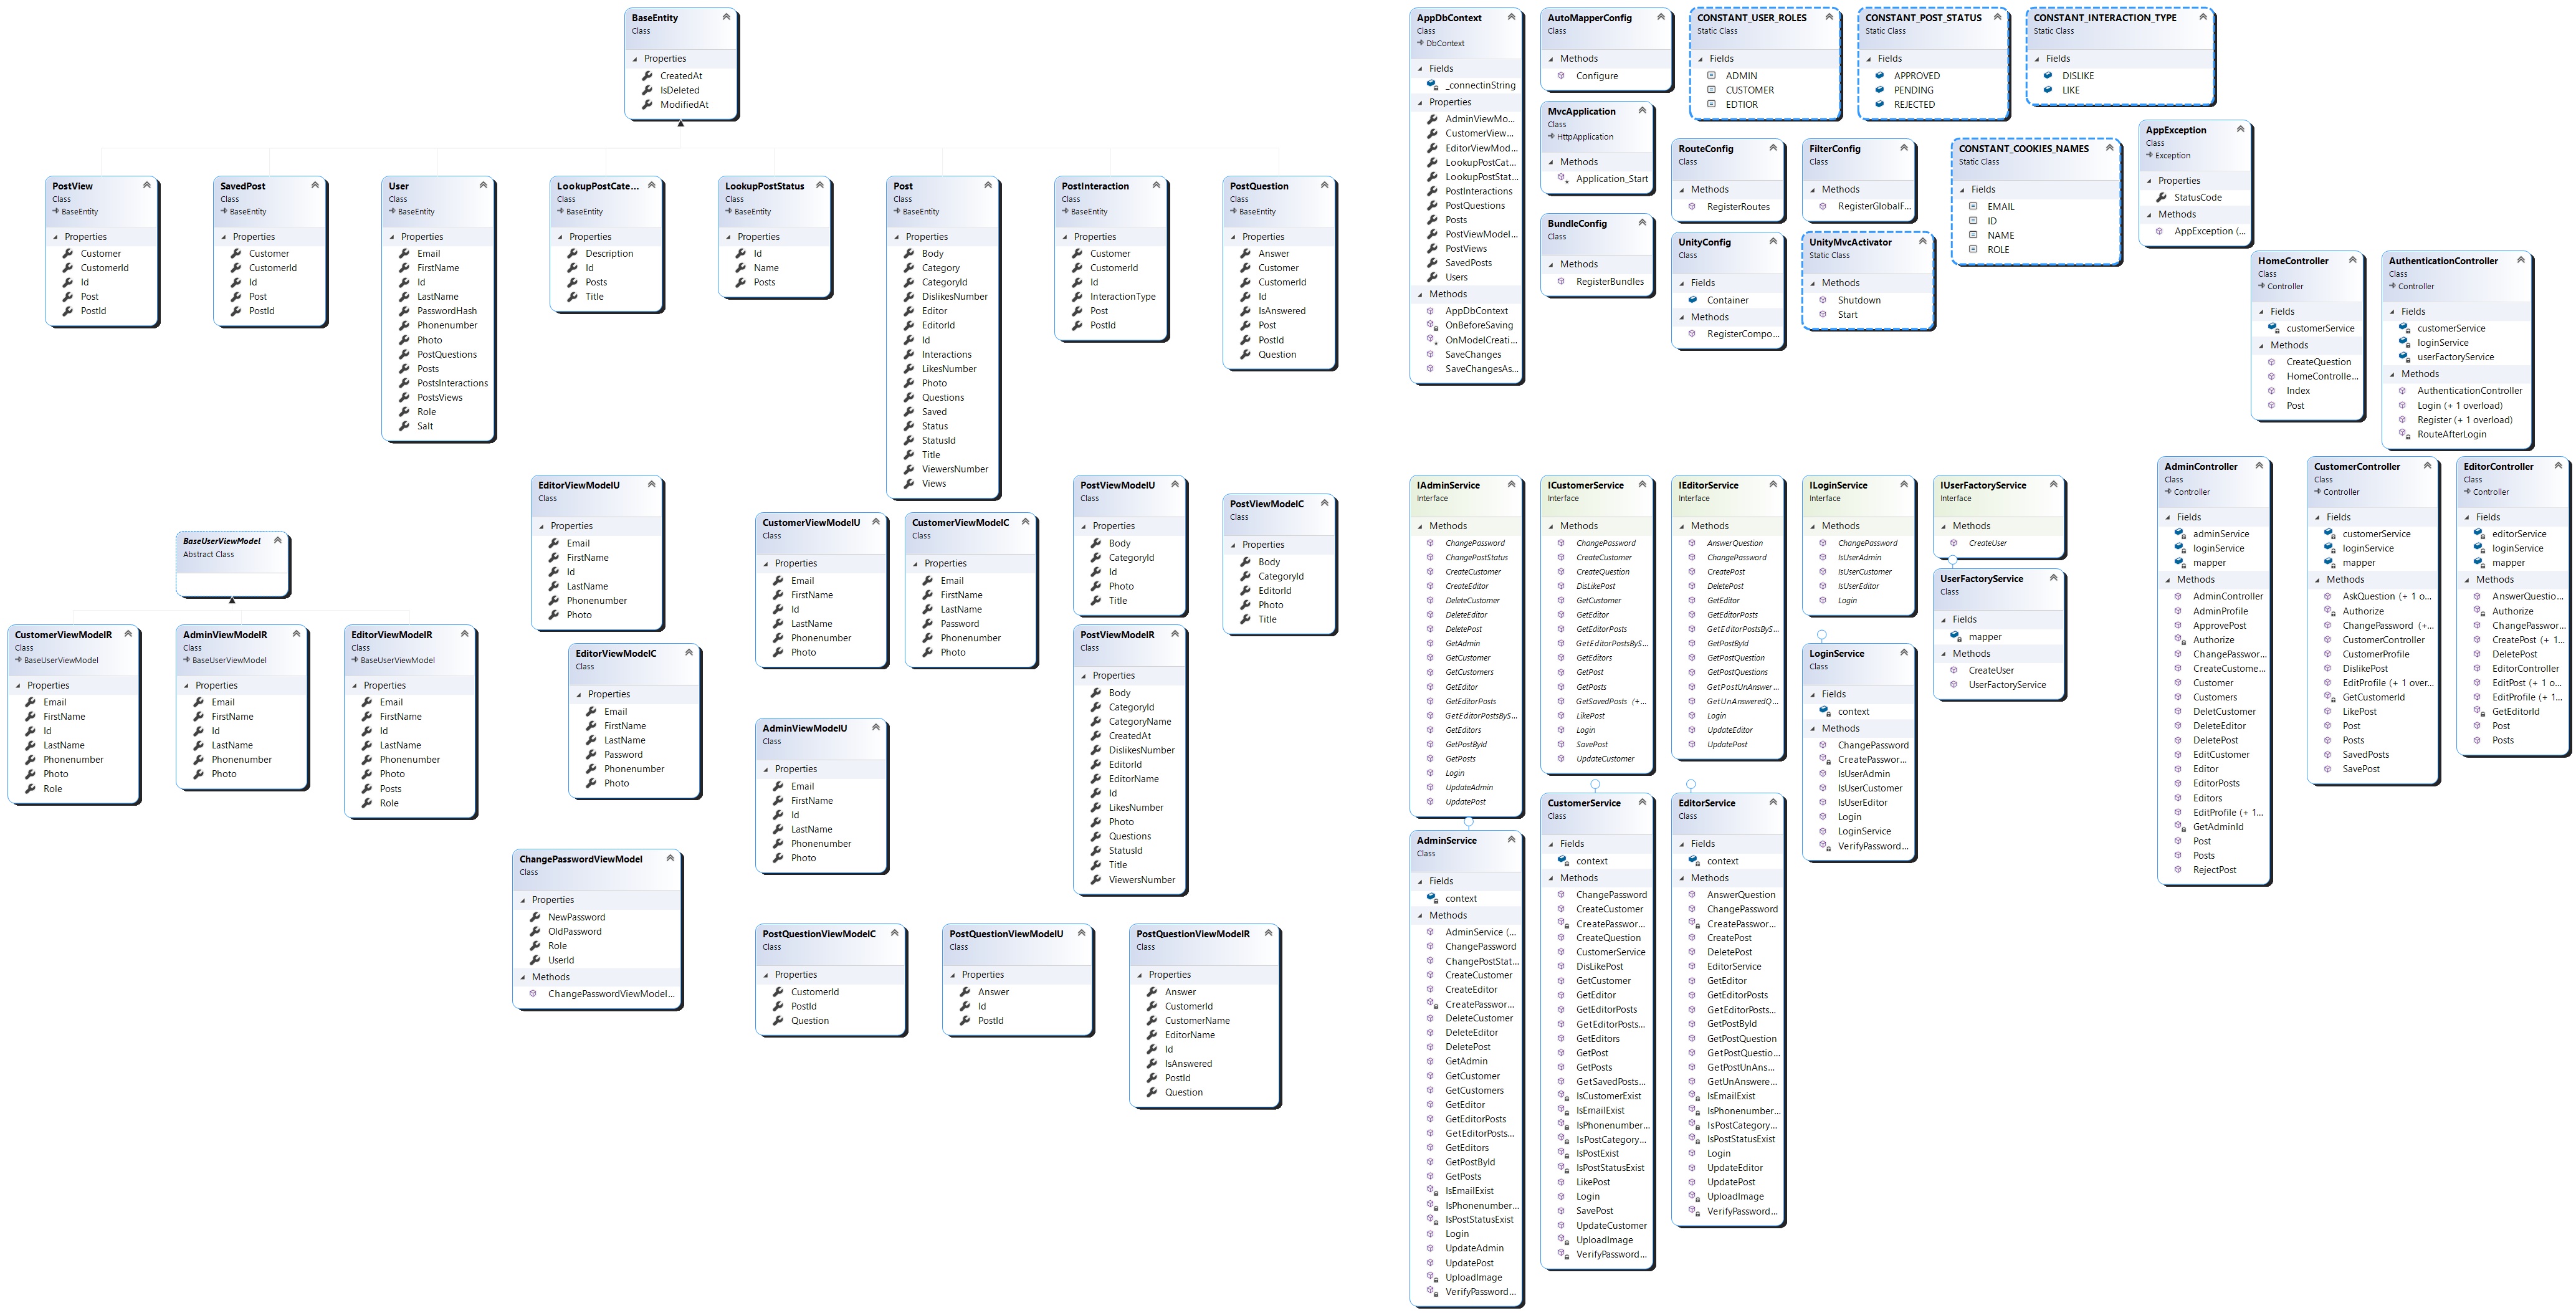 BaseEntity
Class
Properties
CreatedAt
IsDeleted
ModifiedAt
PostView
Class
BaseEntity
Properties
Customer
CustomerId
Id
Post
PostId
SavedPost
Class
BaseEntity
Properties
Customer
CustomerId
Id
Post
PostId
User
Class
BaseEntity
Properties
Email
FirstName
Id
LastName
PasswordHash
Phonenumber
Photo
PostQuestions
Posts
PostsInteractions
PostsViews
Role
Salt
LookupPostCate...
Class
BaseEntity
Properties
Description
Id
Posts
Title
LookupPostStatus
Class
BaseEntity
Properties
Id
Name
Posts
Post
Class
BaseEntity
Properties
Body
Category
CategoryId
DislikesNumber
Editor
EditorId
Id
Interactions
LikesNumber
Photo
Questions
Saved
Status
StatusId
Title
ViewersNumber
Views
PostInteraction
Class
BaseEntity
Properties
Customer
CustomerId
Id
InteractionType
Post
PostId
PostQuestion
Class
BaseEntity
Properties
Answer
Customer
CustomerId
Id
IsAnswered
Post
PostId
Question
BaseUserViewModel
Abstract Class
CustomerViewModelR
Class
BaseUserViewModel
Properties
Email
FirstName
Id
LastName
Phonenumber
Photo
Role
AdminViewModelR
Class
BaseUserViewModel
Properties
Email
FirstName
Id
LastName
Phonenumber
Photo
EditorViewModelR
Class
BaseUserViewModel
Properties
Email
FirstName
Id
LastName
Phonenumber
Photo
Posts
Role
EditorViewModelU
Class
Properties
Email
FirstName
Id
LastName
Phonenumber
Photo
EditorViewModelC
Class
Properties
Email
FirstName
LastName
Password
Phonenumber
Photo
ChangePasswordViewModel
Class
Properties
NewPassword
OldPassword
Role
UserId
Methods
ChangePasswordViewModel...
CustomerViewModelU
Class
Properties
Email
FirstName
Id
LastName
Phonenumber
Photo
CustomerViewModelC
Class
Properties
Email
FirstName
LastName
Password
Phonenumber
Photo
AdminViewModelU
Class
Properties
Email
FirstName
Id
LastName
Phonenumber
Photo
PostViewModelU
Class
Properties
Body
CategoryId
Id
Photo
Title
PostViewModelC
Class
Properties
Body
CategoryId
EditorId
Photo
Title
PostViewModelR
Class
Properties
Body
CategoryId
CategoryName
CreatedAt
DislikesNumber
EditorId
EditorName
Id
LikesNumber
Photo
Questions
StatusId
Title
ViewersNumber
PostQuestionViewModelC
Class
Properties
CustomerId
PostId
Question
PostQuestionViewModelU
Class
Properties
Answer
Id
PostId
PostQuestionViewModelR
Class
Properties
Answer
CustomerId
CustomerName
EditorName
Id
IsAnswered
PostId
Question
AppDbContext
Class
DbContext
Fields
_connectinString
Properties
AdminViewMo...
CustomerView...
EditorViewMod...
LookupPostCat...
LookupPostStat...
PostInteractions
PostQuestions
Posts
PostViewModel...
PostViews
SavedPosts
Users
Methods
AppDbContext
OnBeforeSaving
OnModelCreati...
SaveChanges
SaveChangesAs...
AutoMapperConfig
Class
Methods
Configure
MvcApplication
Class
HttpApplication
Methods
Application_Start
BundleConfig
Class
Methods
RegisterBundles
CONSTANT_USER_ROLES
Static Class
Fields
ADMIN
CUSTOMER
EDTIOR
CONSTANT_POST_STATUS
Static Class
Fields
APPROVED
PENDING
REJECTED
CONSTANT_INTERACTION_TYPE
Static Class
Fields
DISLIKE
LIKE
RouteConfig
Class
Methods
RegisterRoutes
FilterConfig
Class
Methods
RegisterGlobalF...
CONSTANT_COOKIES_NAMES
Static Class
Fields
EMAIL
ID
NAME
ROLE
AppException
Class
Exception
Properties
StatusCode
Methods
AppException (...
UnityConfig
Class
Fields
Container
Methods
RegisterCompo...
UnityMvcActivator
Static Class
Methods
Shutdown
Start
HomeController
Class
Controller
Fields
customerService
Methods
CreateQuestion
HomeControlle...
Index
Post
AuthenticationController
Class
Controller
Fields
customerService
loginService
userFactoryService
Methods
AuthenticationController
Login (+ 1 overload)
Register (+ 1 overload)
RouteAfterLogin
IAdminService
Interface
Methods
ChangePassword
ChangePostStatus
CreateCustomer
CreateEditor
DeleteCustomer
DeleteEditor
DeletePost
GetAdmin
GetCustomer
GetCustomers
GetEditor
GetEditorPosts
GetEditorPostsByS...
GetEditors
GetPostById
GetPosts
Login
UpdateAdmin
UpdatePost
ICustomerService
Interface
Methods
ChangePassword
CreateCustomer
CreateQuestion
DisLikePost
GetCustomer
GetEditor
GetEditorPosts
GetEditorPostsByS...
GetEditors
GetPost
GetPosts
GetSavedPosts (+...
LikePost
Login
SavePost
UpdateCustomer
IEditorService
Interface
Methods
AnswerQuestion
ChangePassword
CreatePost
DeletePost
GetEditor
GetEditorPosts
GetEditorPostsByS...
GetPostById
GetPostQuestion
GetPostQuestions
GetPostUnAnswer...
GetUnAnsweredQ...
Login
UpdateEditor
UpdatePost
ILoginService
Interface
Methods
ChangePassword
IsUserAdmin
IsUserCustomer
IsUserEditor
Login
IUserFactoryService
Interface
Methods
CreateUser
UserFactoryService
Class
Fields
mapper
Methods
CreateUser
UserFactoryService
LoginService
Class
Fields
context
Methods
ChangePassword
CreatePasswor...
IsUserAdmin
IsUserCustomer
IsUserEditor
Login
LoginService
VerifyPassword...
AdminService
Class
Fields
context
Methods
AdminService (...
ChangePassword
ChangePostStat...
CreateCustomer
CreateEditor
CreatePasswor...
DeleteCustomer
DeleteEditor
DeletePost
GetAdmin
GetCustomer
GetCustomers
GetEditor
GetEditorPosts
GetEditorPosts...
GetEditors
GetPostById
GetPosts
IsEmailExist
IsPhonenumber...
IsPostStatusExist
Login
UpdateAdmin
UpdatePost
UploadImage
VerifyPassword...
CustomerService
Class
Fields
context
Methods
ChangePassword
CreateCustomer
CreatePasswor...
CreateQuestion
CustomerService
DisLikePost
GetCustomer
GetEditor
GetEditorPosts
GetEditorPosts...
GetEditors
GetPost
GetPosts
GetSavedPosts...
IsCustomerExist
IsEmailExist
IsPhonenumber...
IsPostCategory...
IsPostExist
IsPostStatusExist
LikePost
Login
SavePost
UpdateCustomer
UploadImage
VerifyPassword...
EditorService
Class
Fields
context
Methods
AnswerQuestion
ChangePassword
CreatePasswor...
CreatePost
DeletePost
EditorService
GetEditor
GetEditorPosts
GetEditorPosts...
GetPostById
GetPostQuestion
GetPostQuestio...
GetPostUnAns...
GetUnAnswere...
IsEmailExist
IsPhonenumber...
IsPostCategory...
IsPostStatusExist
Login
UpdateEditor
UpdatePost
UploadImage
VerifyPassword...
AdminController
Class
Controller
Fields
adminService
loginService
mapper
Methods
AdminController
AdminProfile
ApprovePost
Authorize
ChangePasswor...
CreateCustome...
Customer
Customers
DeletCustomer
DeleteEditor
DeletePost
EditCustomer
Editor
EditorPosts
Editors
EditProfile (+ 1...
GetAdminId
Post
Posts
RejectPost
CustomerController
Class
Controller
Fields
customerService
loginService
mapper
Methods
AskQuestion (+ 1 o...
Authorize
ChangePassword (+...
CustomerController
CustomerProfile
DislikePost
EditProfile (+ 1 over...
GetCustomerId
LikePost
Post
Posts
SavedPosts
SavePost
EditorController
Class
Controller
Fields
editorService
loginService
mapper
Methods
AnswerQuestio...
Authorize
ChangePasswor...
CreatePost (+ 1...
DeletePost
EditorController
EditPost (+ 1 o...
EditProfile (+ 1...
GetEditorId
Post
Posts